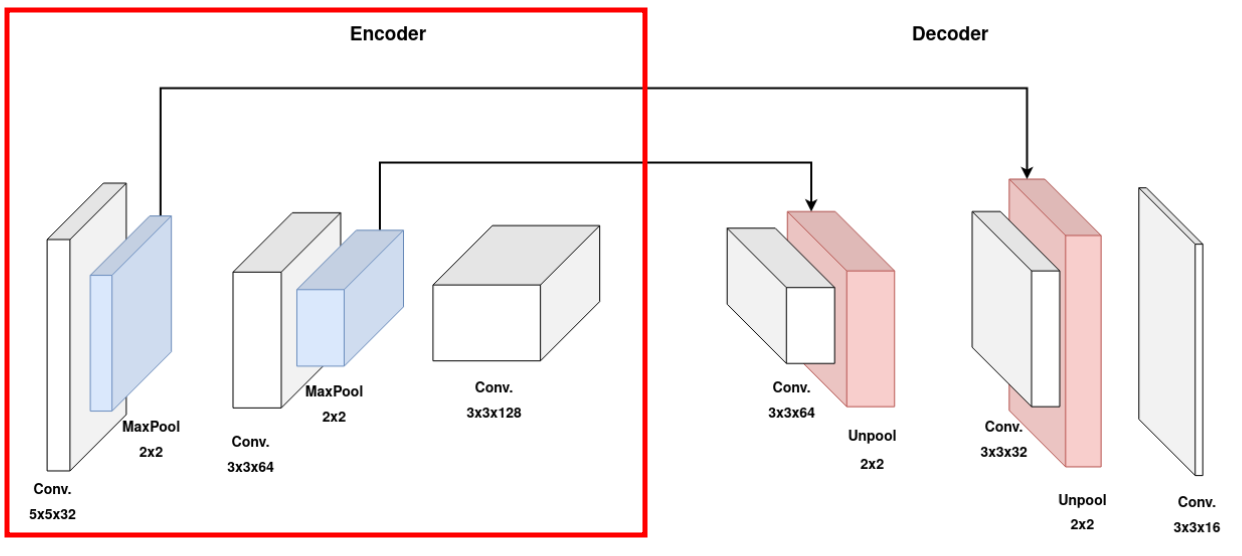 Encoder
Decoder
Conv.
5x5x32
MaxPool
2x2
Conv.
3x3x64
MaxPool
2x2
Conv.
3x3x128
Conv.
3x3x64
Unpool
2x2
Conv.
3x3x32
Unpool
2x2
Conv.
3x3x16